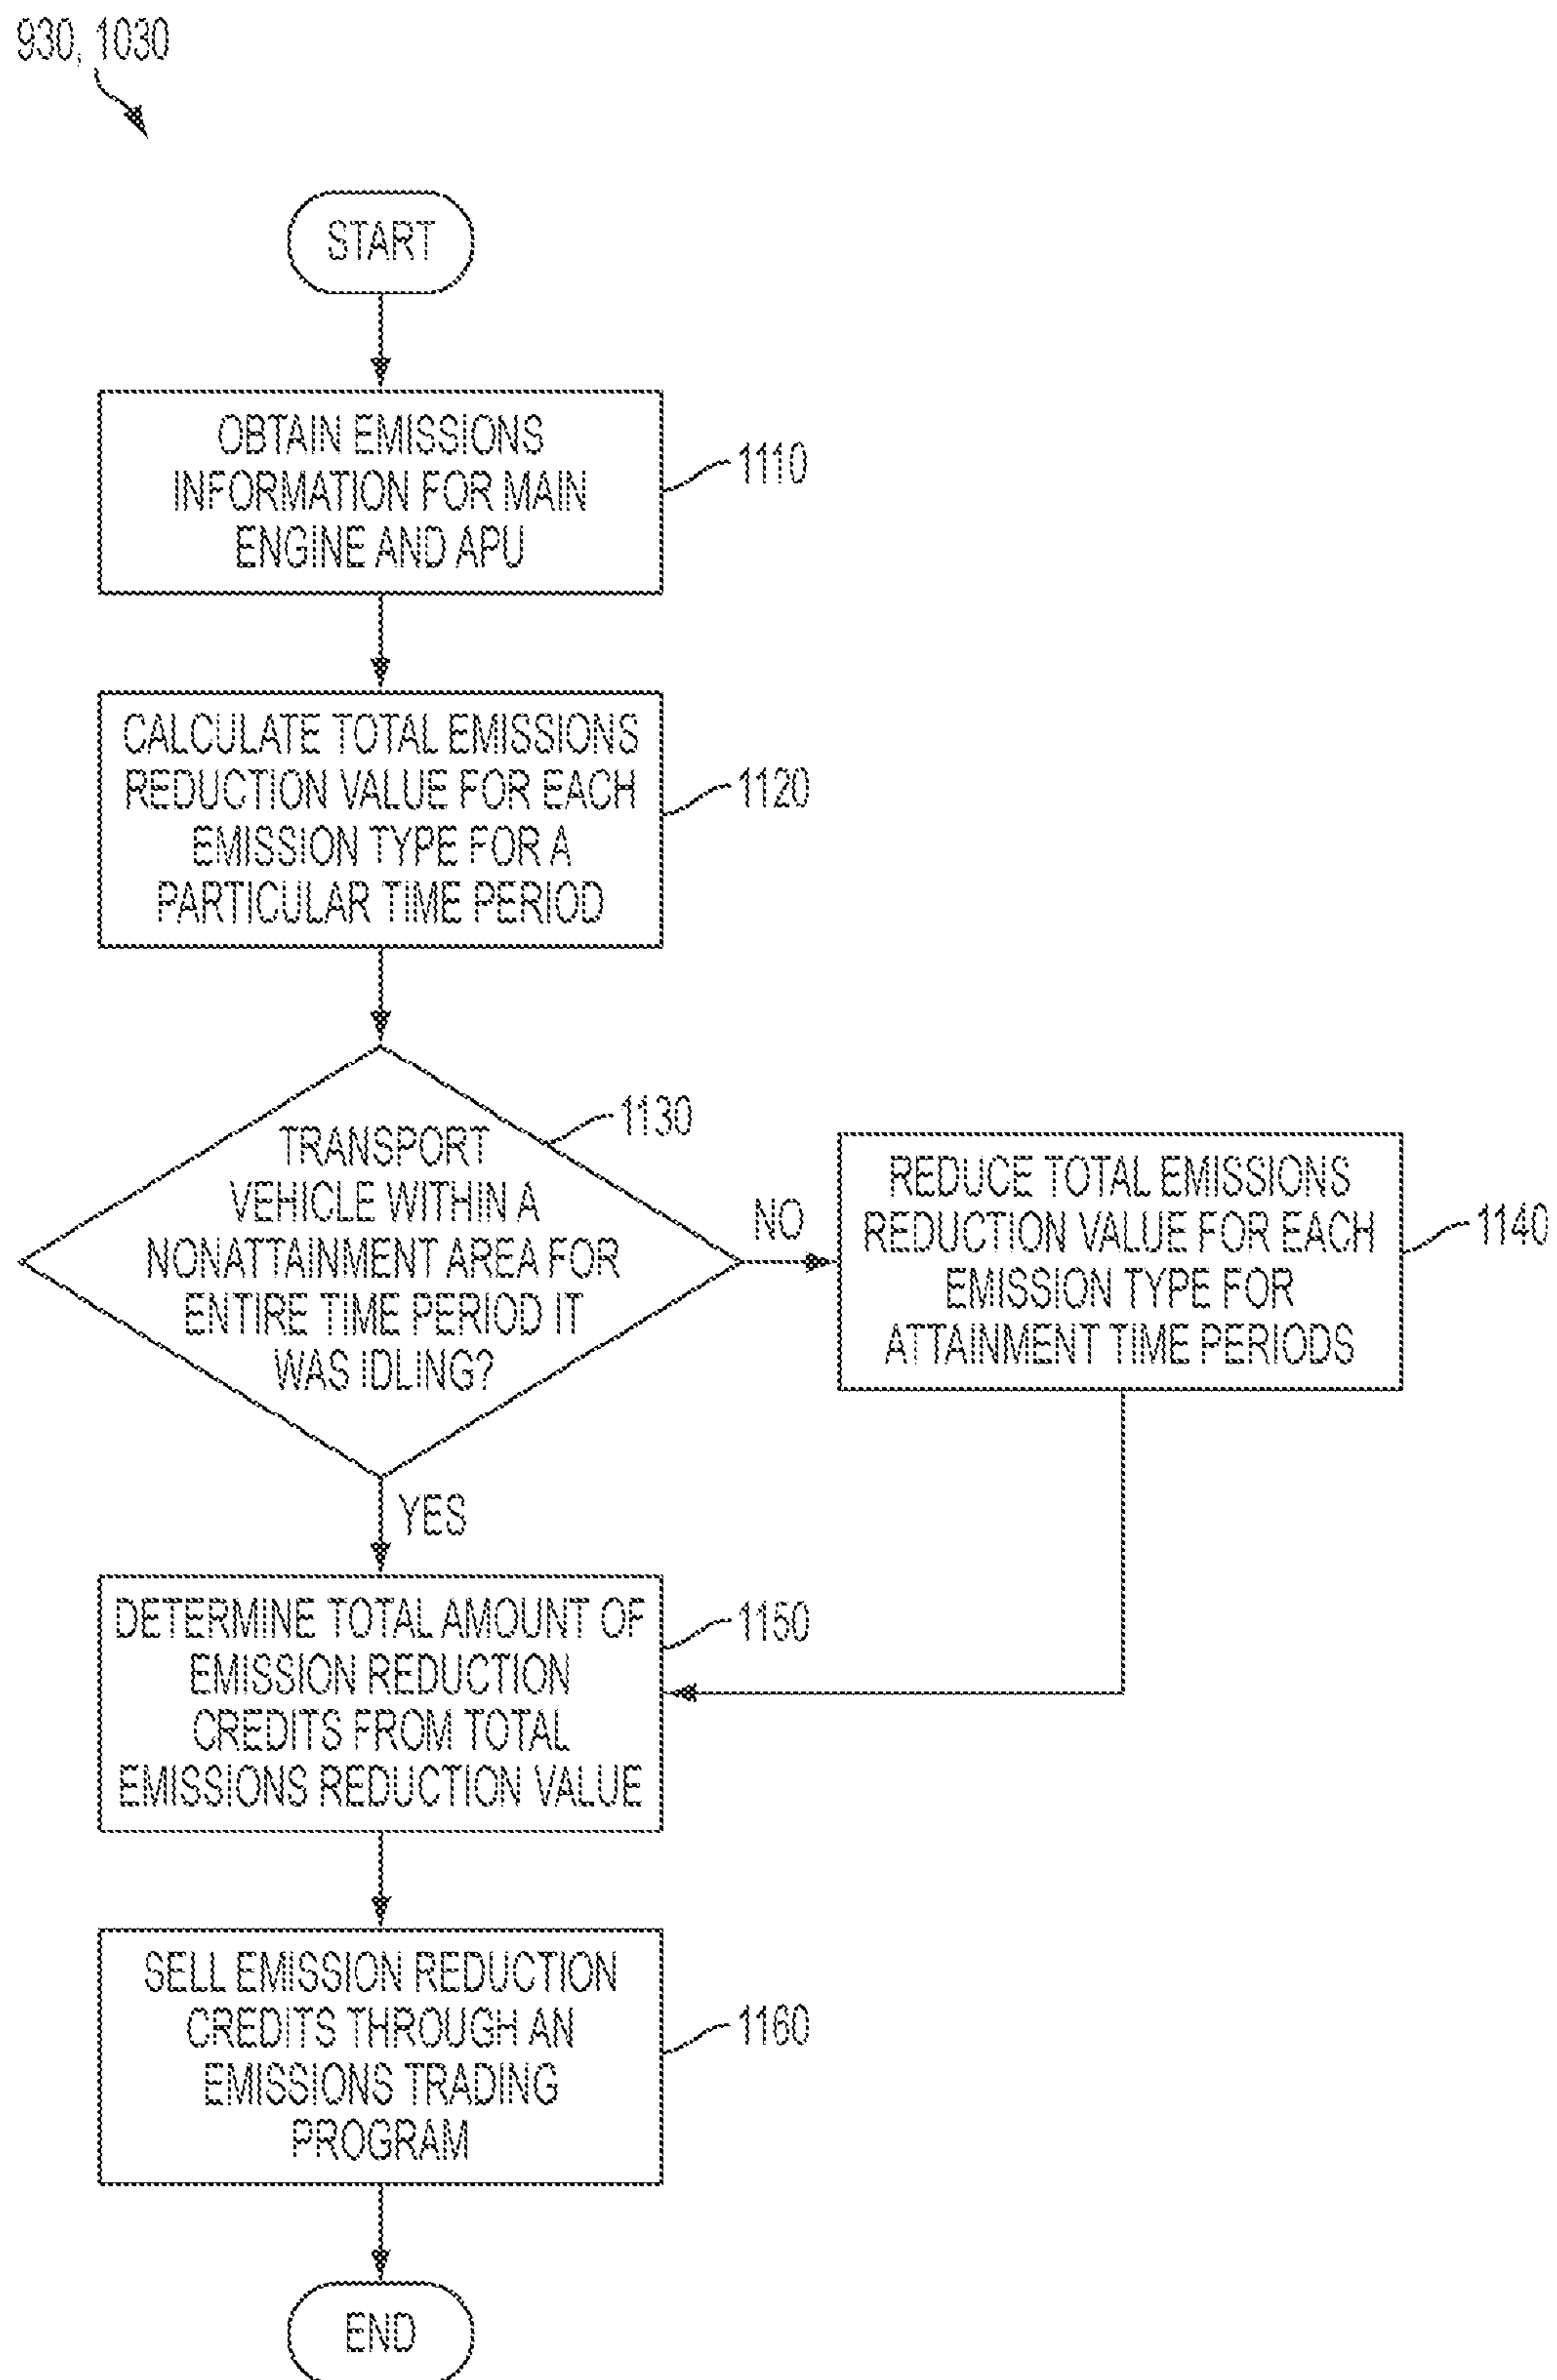 930, 1030
START
OBTAIN EMISSIONS
INFORMATION FOR MAIN
ENGINE AND APU
1110
CALCULATE TOTAL EMISSIONS
REDUCTION VALUE FOR EACH
EMISSION TYPE FOR A
PARTICULAR TIME PERIOD
1120
TRANSPORT
VEHICLE WITHIN A
NONATTAINMENT AREA FOR
ENTIRE TIME PERIOD IT
WAS IDLING?
1130
NO
REDUCE TOTAL EMISSIONS
REDUCTION VALUE FOR EACH
EMISSION TYPE FOR
ATTAINMENT TIME PERIODS
1140
YES
DETERMINE TOTAL AMOUNT OF
EMISSION REDUCTION
CREDITS FROM TOTAL
EMISSIONS REDUCTION VALUE
1150
SELL EMISSION REDUCTION
CREDITS THROUGH AN
EMISSIONS TRADING
PROGRAM
1160
END